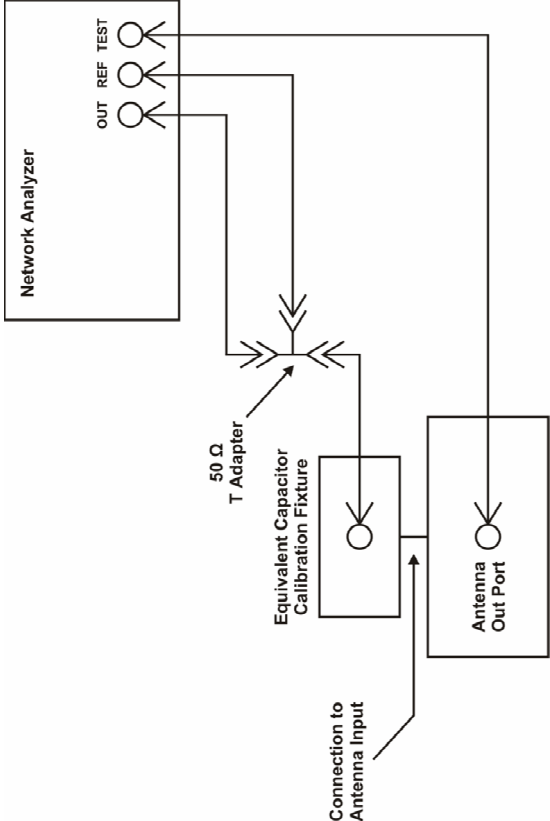 Network Analyzer
OUT
REF
TEST
50 Ω
T Adapter
Equivalent Capacitor
Calibration Fixture
Antenna
Out Port
Connection to
Antenna Input